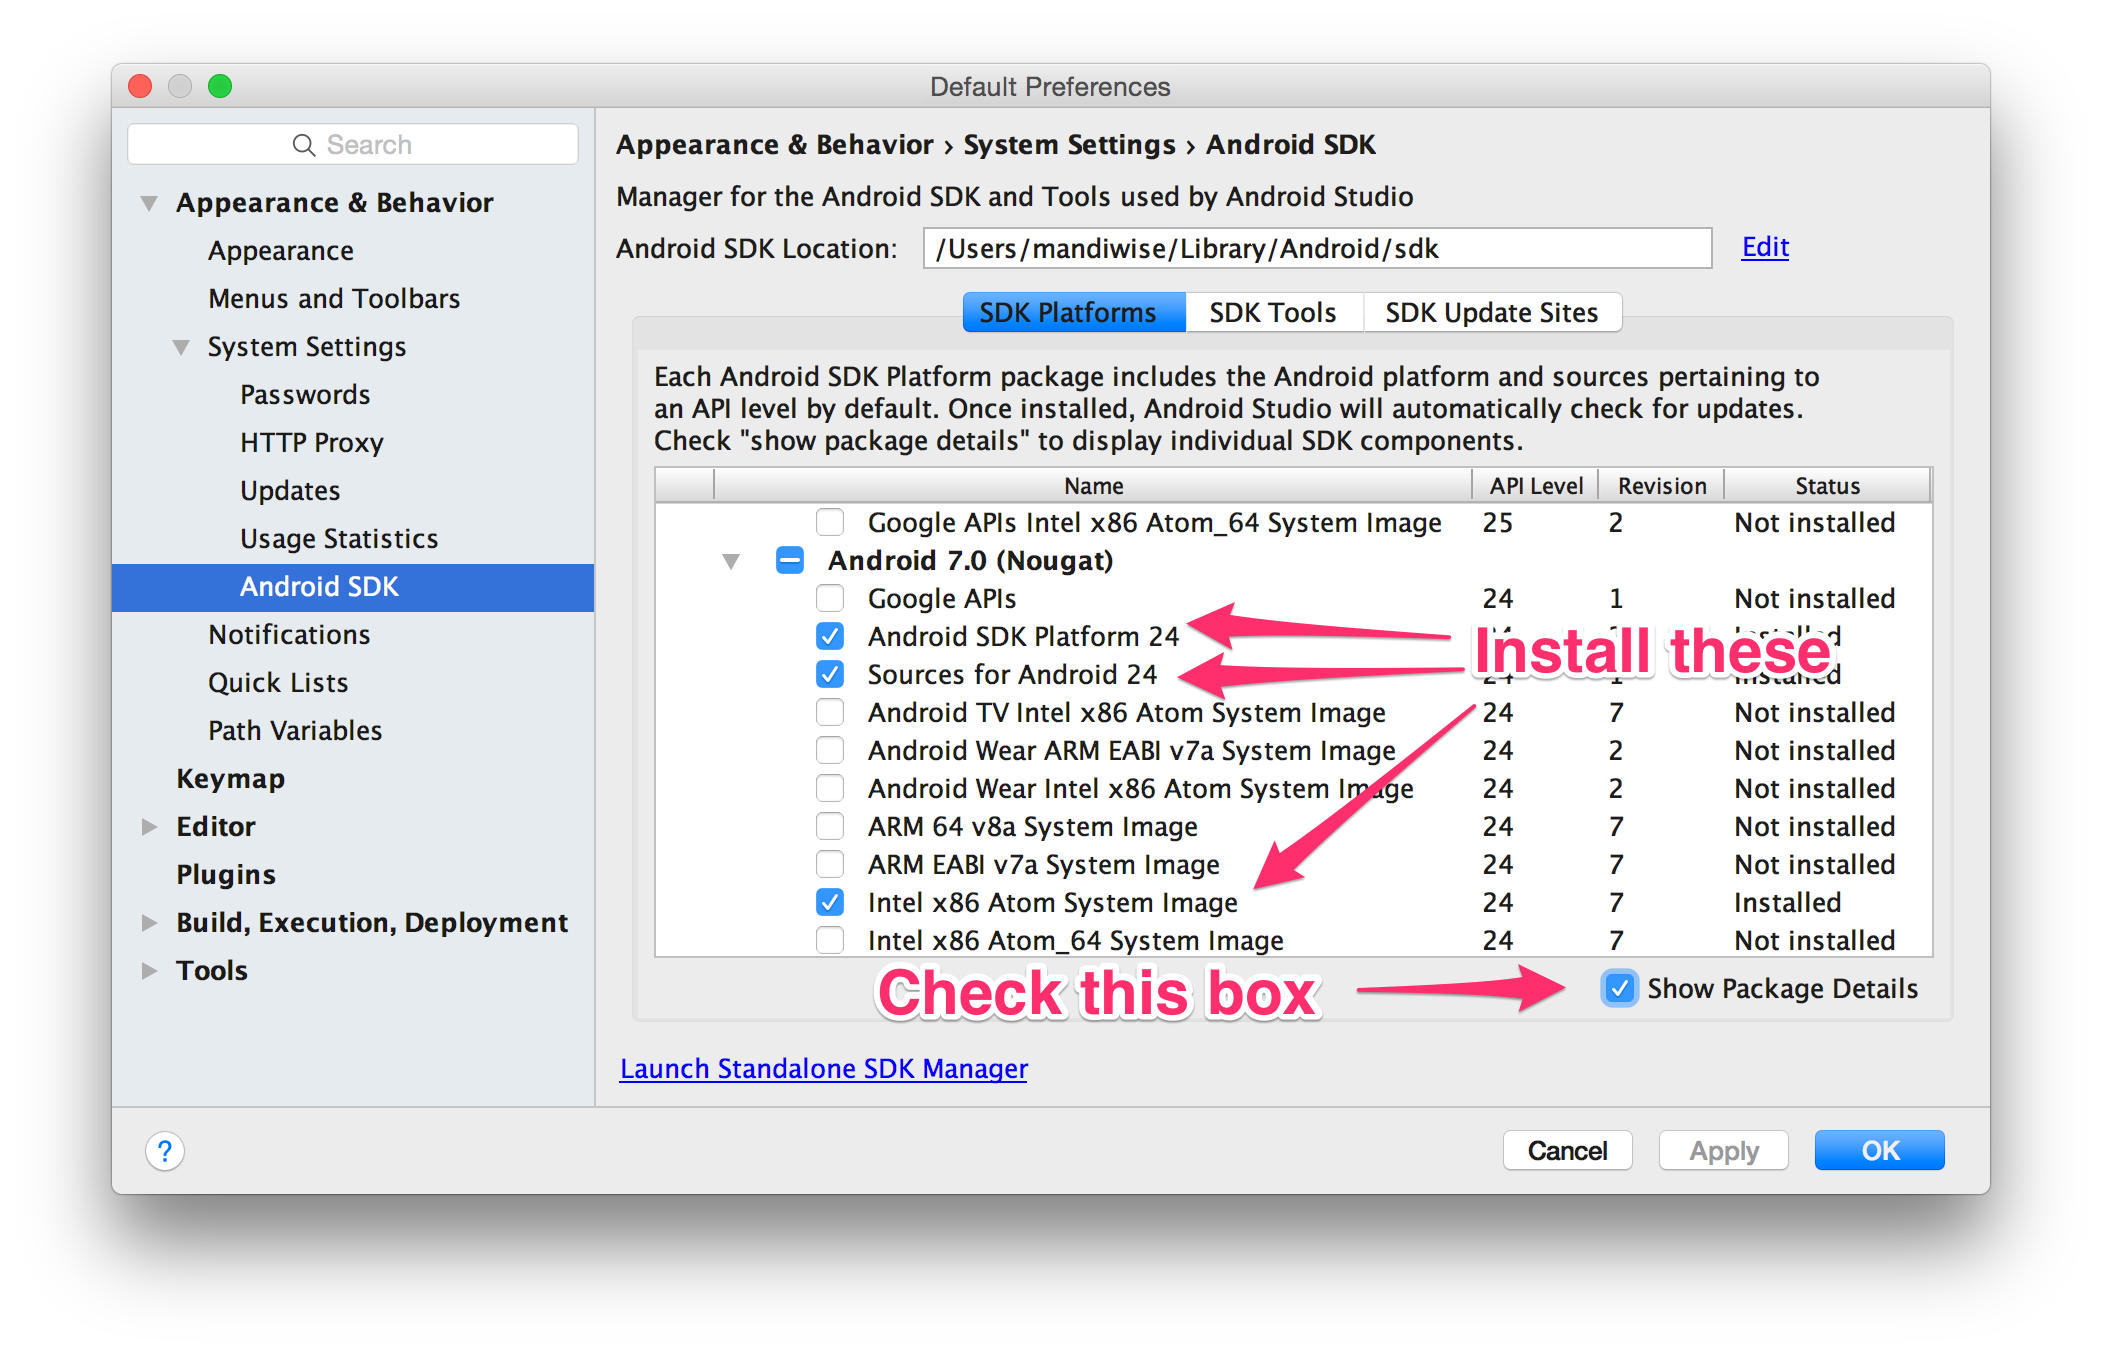 Default Preferences
Search
Appearance & Behavior
Appearance
Menus and Toolbars
System Settings
Passwords
HTTP Proxy
Updates
Usage Statistics
Android SDK
Notifications
Quick Lists
Path Variables
Keymap
Editor
Plugins
Build, Execution, Deployment
Tools
Appearance & Behavior › System Settings › Android SDK
Manager for the Android SDK and Tools used by Android Studio
Android SDK Location: /Users/mandiwise/Library/Android/sdk Edit
SDK Platforms SDK Tools SDK Update Sites
Each Android SDK Platform package includes the Android platform and sources pertaining to
an API level by default. Once installed, Android Studio will automatically check for updates.
Check "show package details" to display individual SDK components.
Name API Level Revision Status
Google APIs Intel x86 Atom_64 System Image 25 2 Not installed
Android 7.0 (Nougat)
Google APIs 24 1 Not installed
Android SDK Platform 24
Install these
Sources for Android 24
Android TV Intel x86 Atom System Image 24 7 Not installed
Android Wear ARM EABI v7a System Image 24 2 Not installed
Android Wear Intel x86 Atom System Image 24 2 Not installed
ARM 64 v8a System Image 24 7 Not installed
ARM EABI v7a System Image 24 7 Not installed
Intel x86 Atom System Image 24 7 Installed
Intel x86 Atom_64 System Image 24 7 Not installed
Check this box
Show Package Details
Launch Standalone SDK Manager
? Cancel Apply OK